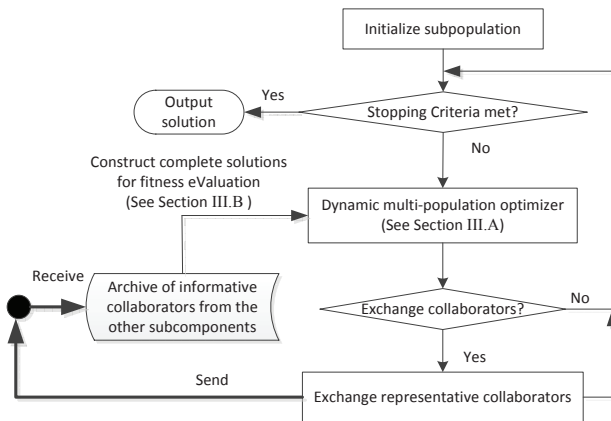 Initialize subpopulation
Yes
Output
solution
Stopping Criteria met?
No
Construct complete solutions
for fitness eValuation
(See Section III.B )
Dynamic multi-population optimizer
(See Section III.A)
Receive
Archive of informative
collaborators from the
other subcomponents
Exchange collaborators?
No
Yes
Send
Exchange representative collaborators